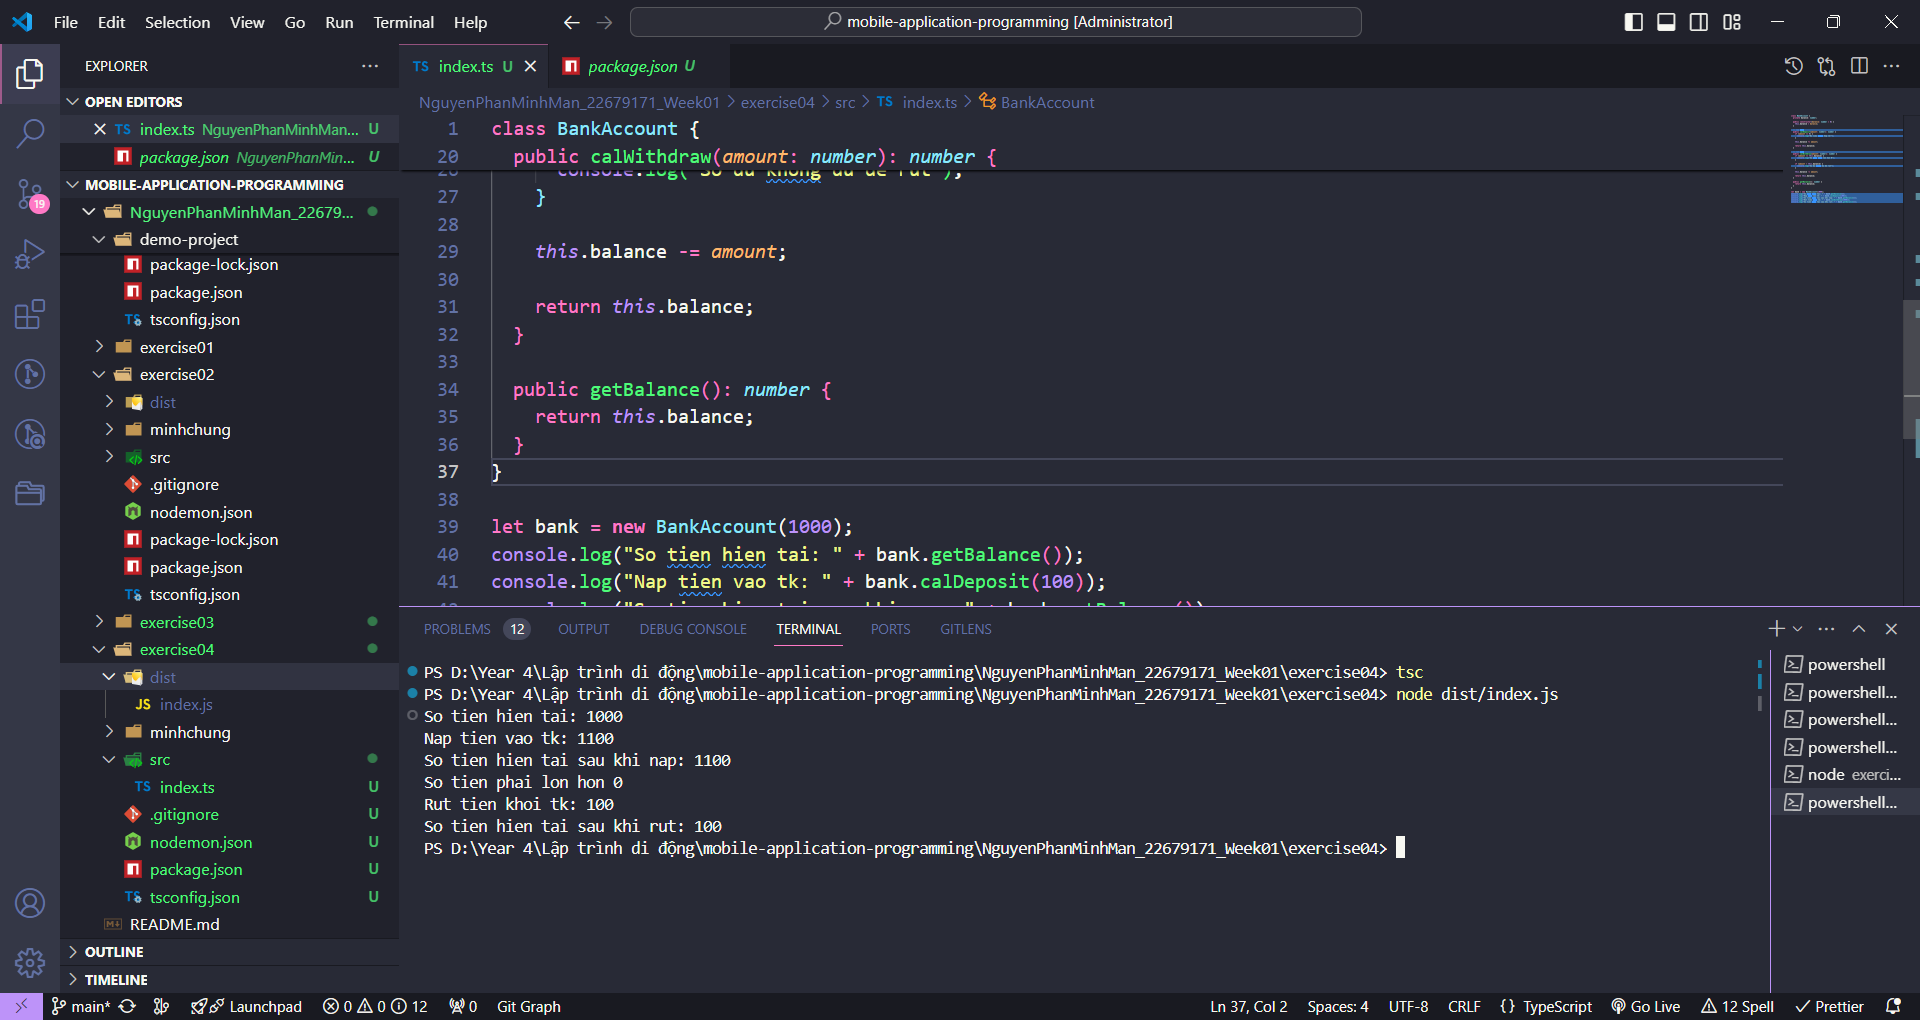 File Edit Selection View Go Run Terminal Help
mobile-application-programming [Administrator]
EXPLORER
OPEN EDITORS
TS index.ts NguyenPhanMinhMan... U
package.json NguyenPhanMin... U
MOBILE-APPLICATION-PROGRAMMING
NguyenPhanMinhMan_22679...
demo-project
package-lock.json
package.json
tsconfig.json
exercise01
exercise02
dist
minhchung
src
.gitignore
nodemon.json
package-lock.json
package.json
tsconfig.json
exercise03
exercise04
dist
JS index.js
minhchung
src
TS index.ts U
.gitignore U
nodemon.json U
package.json U
tsconfig.json U
README.md
OUTLINE
TIMELINE
19
TS index.ts U
package.json U
NguyenPhanMinhMan_22679171_Week01 > exercise04 > src > TS index.ts > BankAccount
1 class BankAccount {
20 public calWithdraw(amount: number): number {
27 }
28
29 this.balance -= amount;
30
31 return this.balance;
32 }
33
34 public getBalance(): number {
35 return this.balance;
36 }
37 }
38
39 let bank = new BankAccount(1000);
40 console.log("So tien hien tai: " + bank.getBalance());
41 console.log("Nap tien vao tk: " + bank.calDeposit(100));
PROBLEMS 12 OUTPUT DEBUG CONSOLE TERMINAL PORTS GITLENS
PS D:\Year 4\Lập trình di động\mobile-application-programming\NguyenPhanMinhMan_22679171_Week01\exercise04> tsc
PS D:\Year 4\Lập trình di động\mobile-application-programming\NguyenPhanMinhMan_22679171_Week01\exercise04> node dist/index.js
So tien hien tai: 1000
Nap tien vao tk: 1100
So tien hien tai sau khi nap: 1100
So tien phai lon hon 0
Rut tien khoi tk: 100
So tien hien tai sau khi rut: 100
PS D:\Year 4\Lập trình di động\mobile-application-programming\NguyenPhanMinhMan_22679171_Week01\exercise04>
powershell
powershell...
powershell...
powershell...
node exerci...
powershell...
main* Launchpad 0 0 12 0 Git Graph
Ln 37, Col 2 Spaces: 4 UTF-8 CRLF {} TypeScript Go Live 12 Spell Prettier